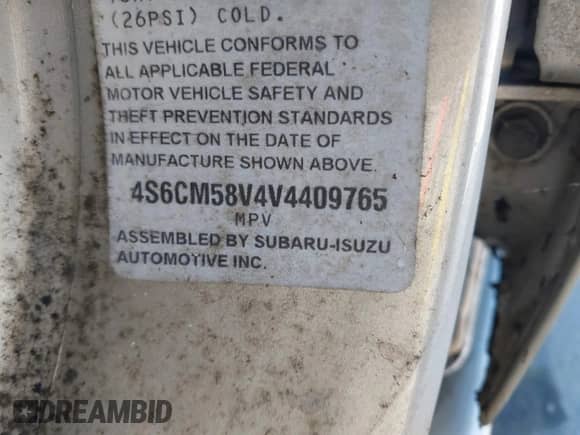 (26PSI) COLD.
THIS VEHICLE CONFORMS TO
ALL APPLICABLE FEDERAL
MOTOR VEHICLE SAFETY AND
THEFT PREVENTION STANDARDS
IN EFFECT ON THE DATE OF
MANUFACTURE SHOWN ABOVE.
4S6CM58V4V4409765
MPV
ASSEMBLED BY SUBARU-ISUZU
AUTOMOTIVE INC.
DREAMBID